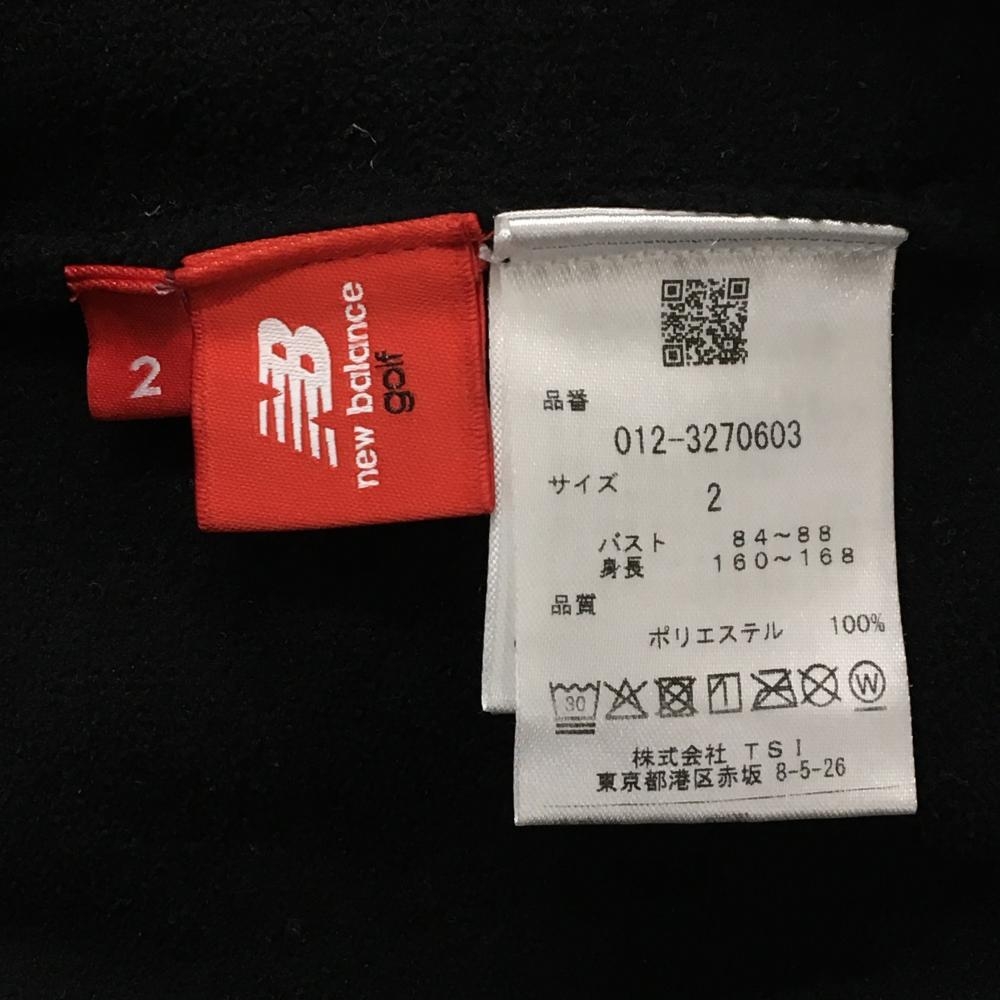 2
NB
new balance
golf
品番
012-3270603
サイズ
2
バスト 84～88
身長 160～168
品質
ポリエステル 100%
30
W
株式会社 TSI
東京都港区赤坂 8-5-26